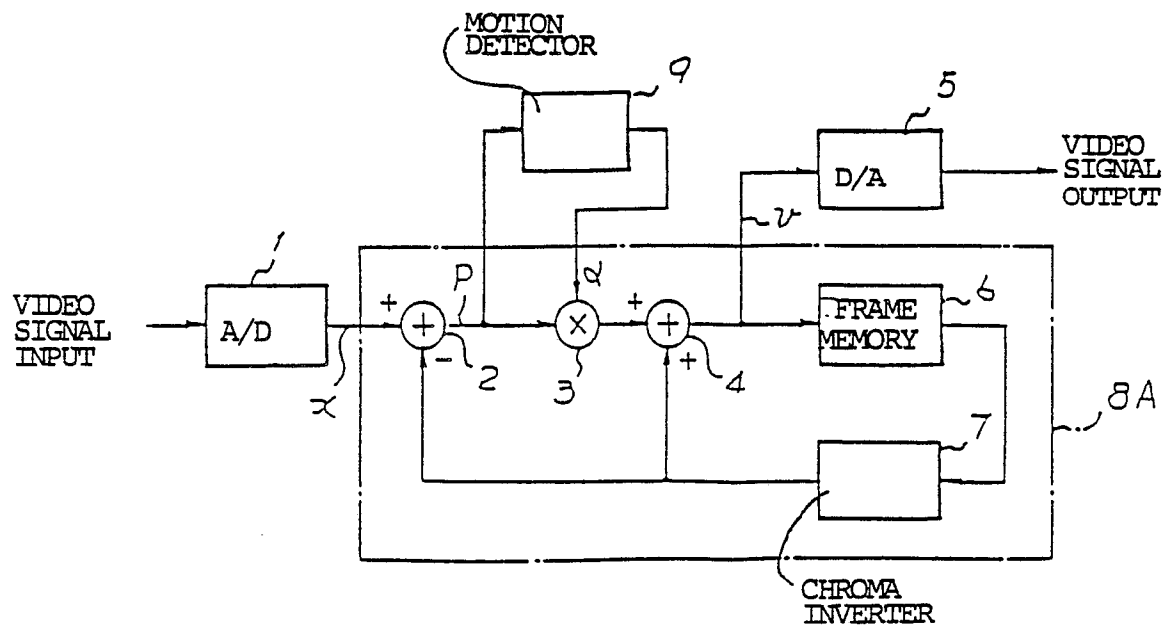 MOTION
DETECTOR
9
5
VIDEO
SIGNAL
OUTPUT
D/A
v
1
VIDEO
SIGNAL
INPUT
A/D
x
+
+
-
2
P
α
×
3
+
+
+
4
FRAME
MEMORY
6
8A
7
CHROMA
INVERTER